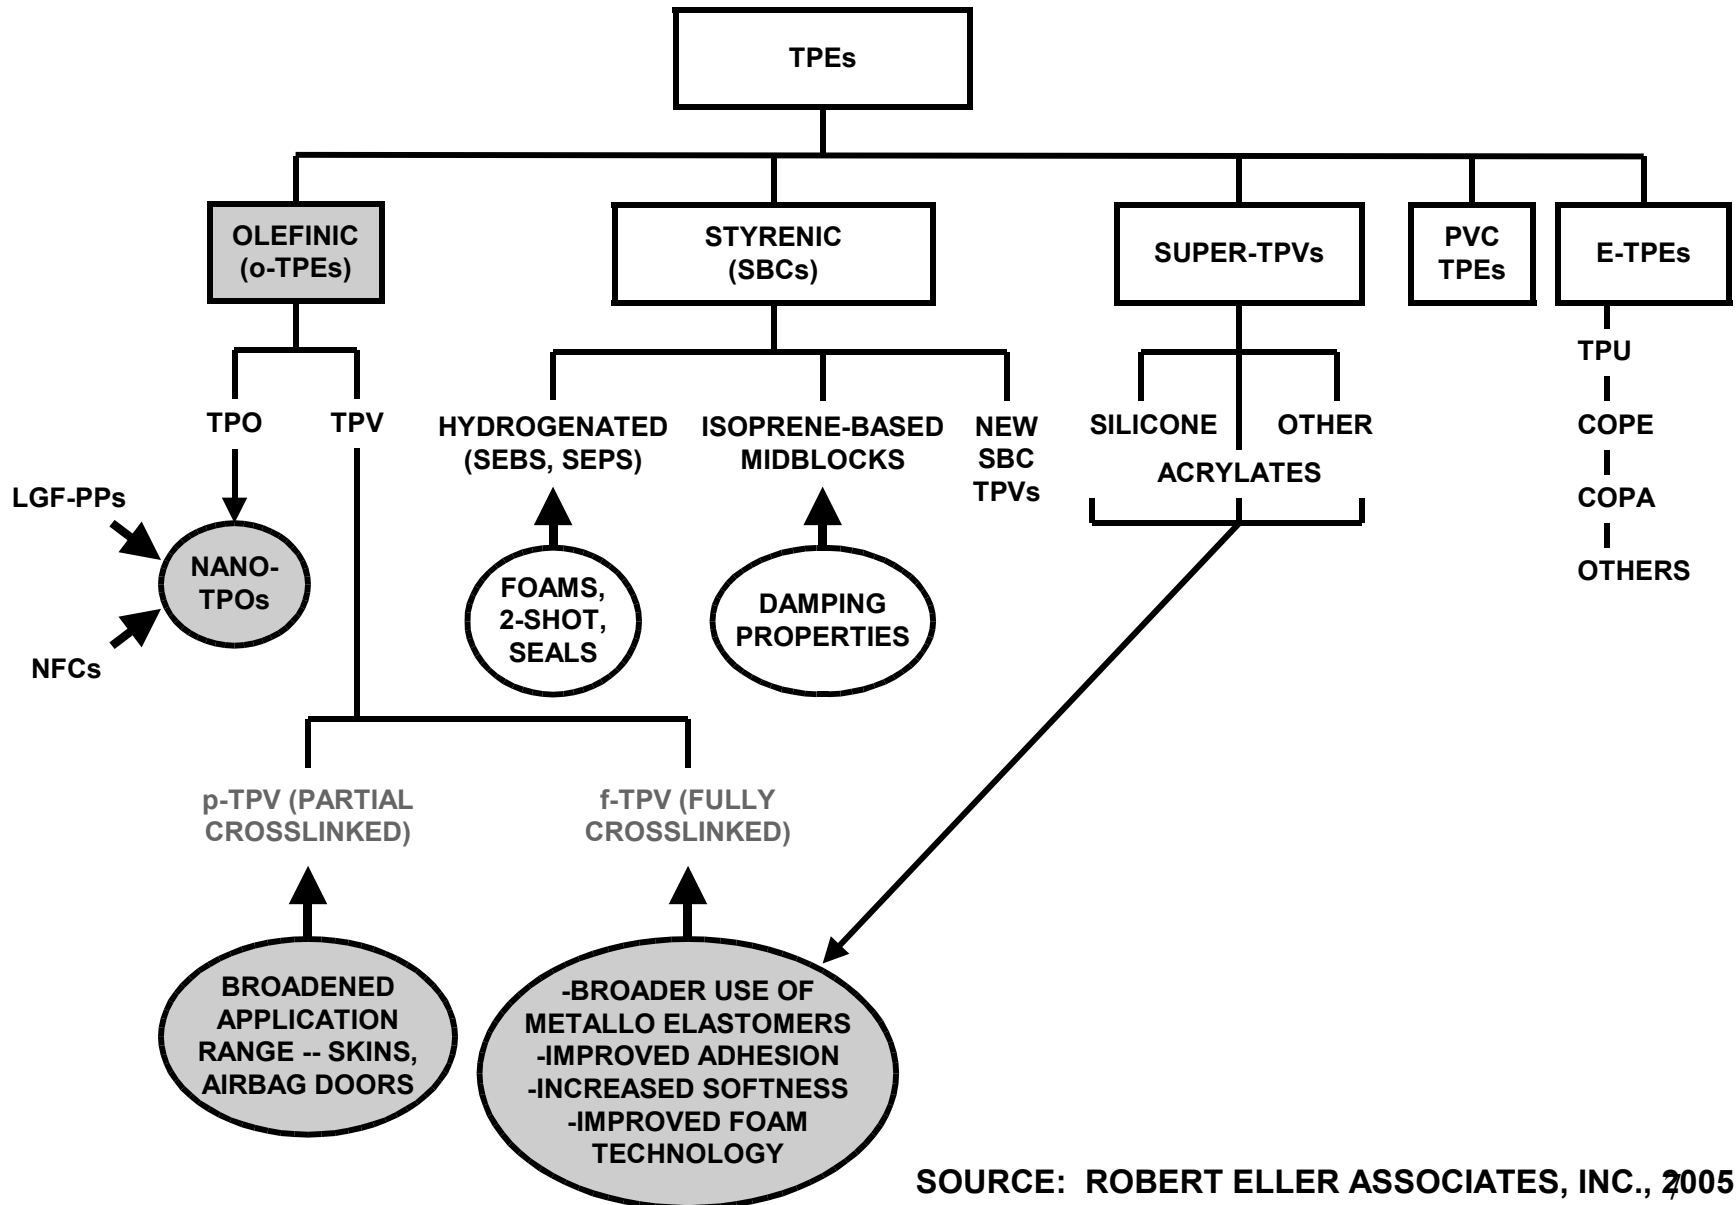 TPEs
OLEFINIC
(o-TPEs)
STYRENIC
(SBCs)
SUPER-TPVs
PVC
TPEs
E-TPEs
TPO
TPV
HYDROGENATED
(SEBS, SEPS)
ISOPRENE-BASED
MIDBLOCKS
NEW
SBC
TPVs
SILICONE
OTHER
ACRYLATES
TPU
COPE
COPA
OTHERS
LGF-PPs
NANO-
TPOs
NFCs
FOAMS,
2-SHOT,
SEALS
DAMPING
PROPERTIES
p-TPV (PARTIAL
CROSSLINKED)
f-TPV (FULLY
CROSSLINKED)
BROADENED
APPLICATION
RANGE -- SKINS,
AIRBAG DOORS
-BROADER USE OF
METALLO ELASTOMERS
-IMPROVED ADHESION
-INCREASED SOFTNESS
-IMPROVED FOAM
TECHNOLOGY
SOURCE: ROBERT ELLER ASSOCIATES, INC., 2005
7